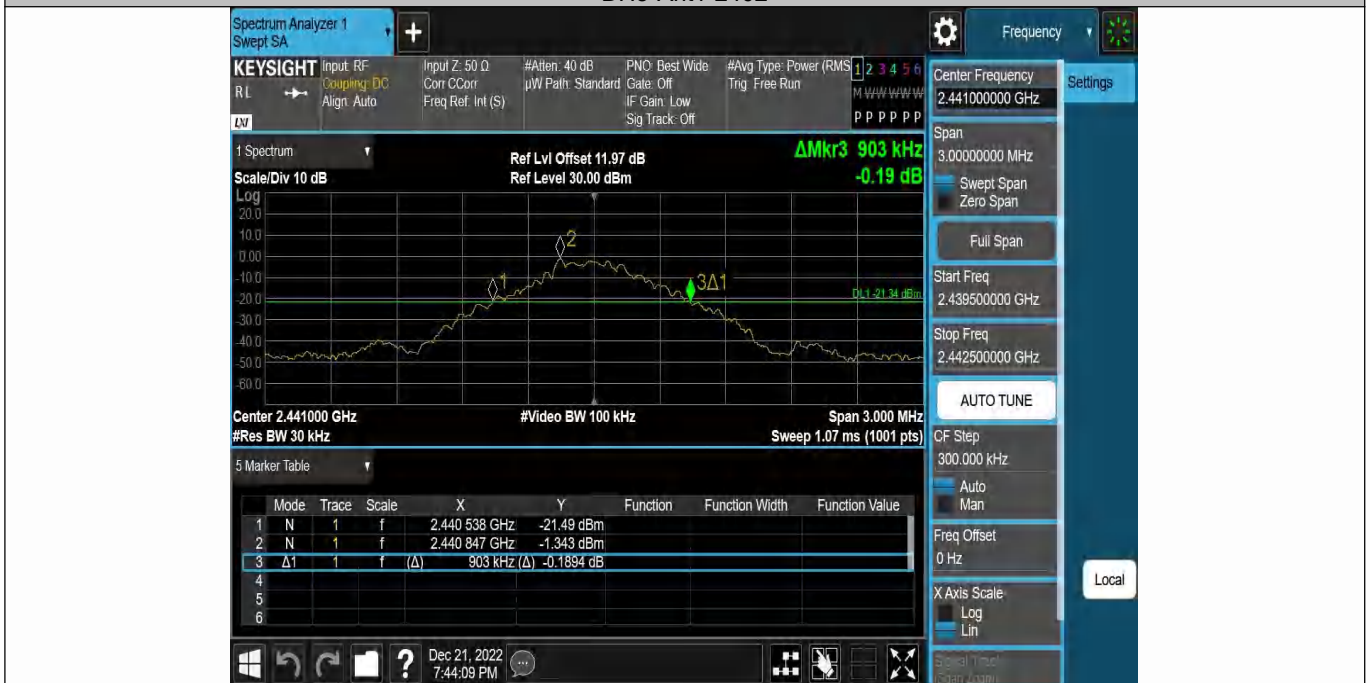 Spectrum Analyzer 1
Swept SA
+
Frequency
KEYSIGHT
RL
LXI
Input: RF
Coupling: DC
Align: Auto
Input Z: 50 Ω
Corr CCorr
Freq Ref: Int (S)
#Atten: 40 dB
µW Path: Standard
PNO: Best Wide
Gate: Off
IF Gain: Low
Sig Track: Off
#Avg Type: Power (RMS
Trig: Free Run
1 2 3 4 5 6
M W W W W W
P P P P P P
1 Spectrum
Scale/Div 10 dB
Ref Lvl Offset 11.97 dB
Ref Level 30.00 dBm
ΔMkr3 903 kHz
-0.19 dB
Log
20.0
10.0
0.00
-10.0
-20.0
-30.0
-40.0
-50.0
-60.0
1
2
3Δ1
DL1 -21.34 dBm
Center 2.441000 GHz
#Video BW 100 kHz
Span 3.000 MHz
#Res BW 30 kHz
Sweep 1.07 ms (1001 pts)
5 Marker Table
Mode Trace Scale X Y Function Function Width Function Value
1 N 1 f 2.440 538 GHz -21.49 dBm
2 N 1 f 2.440 847 GHz -1.343 dBm
3 Δ1 1 f (Δ) 903 kHz (Δ) -0.1894 dB
4
5
6
?
Dec 21, 2022
7:44:09 PM
Center Frequency
2.441000000 GHz
Settings
Span
3.00000000 MHz
Swept Span
Zero Span
Full Span
Start Freq
2.439500000 GHz
Stop Freq
2.442500000 GHz
AUTO TUNE
CF Step
300.000 kHz
Auto
Man
Freq Offset
0 Hz
X Axis Scale
Log
Lin
Local